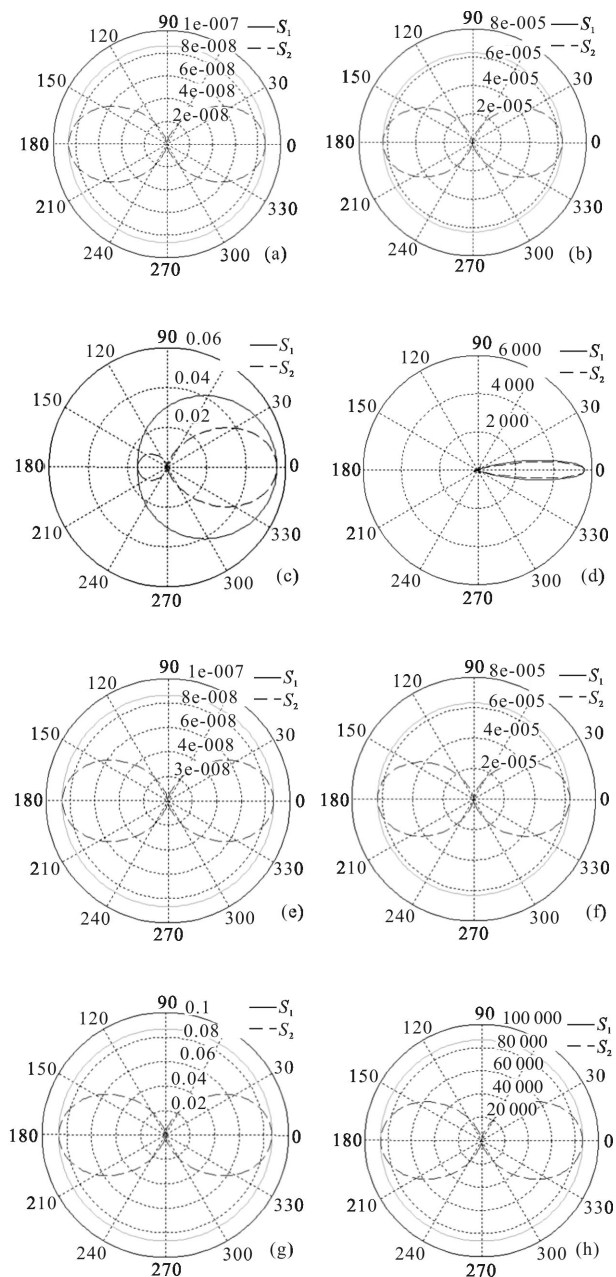 90 1e-007 S₁
120 8e-008 S₂
6e-008
150 4e-008 30
2e-008
180 0
210 330
240 300 (a)
270
90 8e-005 S₁
120 6e-005 S₂
150 4e-005 30
2e-005
180 0
210 330
240 300 (b)
270
90 0.06 S₁
120 S₂
0.04
150 30
0.02
180 0
210 330
240 300 (c)
270
90 6 000 S₁
120 4 000 S₂
150 30
2 000
180 0
210 330
240 300 (d)
270
90 1e-007 S₁
120 8e-008 S₂
6e-008
150 4e-008 30
3e-008
180 0
210 330
240 300 (e)
270
90 8e-005 S₁
120 6e-005 S₂
150 4e-005 30
2e-005
180 0
210 330
240 300 (f)
270
90 0.1 S₁
120 0.08 S₂
0.06
150 0.04 30
0.02
180 0
210 330
240 300 (g)
270
90 100 000 S₁
120 80 000 S₂
60 000
150 40 000 30
20 000
180 0
210 330
240 300 (h)
270